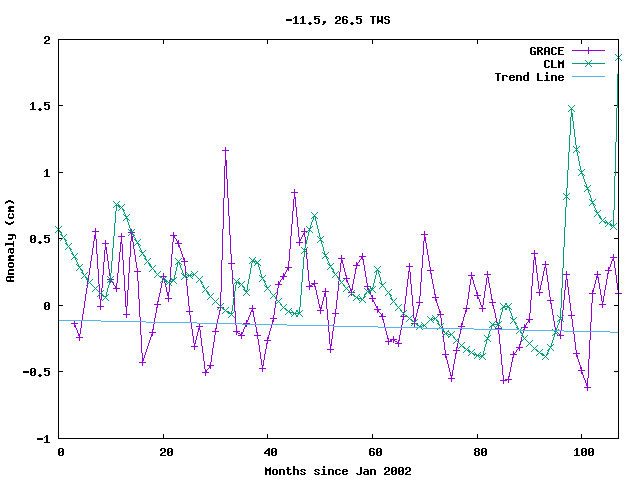 -11.5, 26.5 TWS
GRACE
CLM
Trend Line
2
1.5
1
0.5
0
-0.5
-1
Anomaly (cm)
0 20 40 60 80 100
Months since Jan 2002